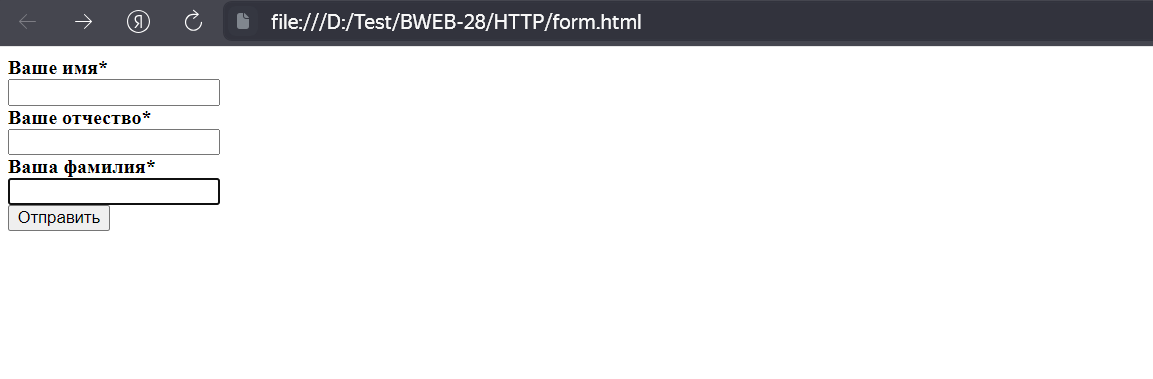 Я file:///D:/Test/BWEB-28/HTTP/form.html
Ваше имя*
Ваше отчество*
Ваша фамилия*
Отправить